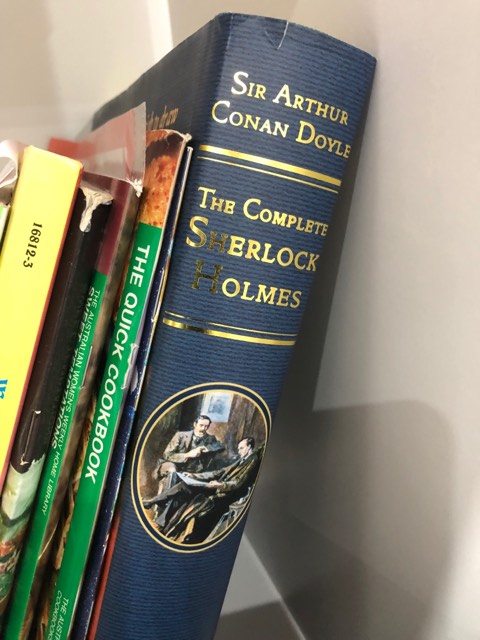 SIR ARTHUR
CONAN DOYLE
THE COMPLETE
SHERLOCK
HOLMES
THE QUICK COOKBOOK
THE AUSTRALIAN WOMEN'S WEEKLY HOME LIBRARY
16812-3